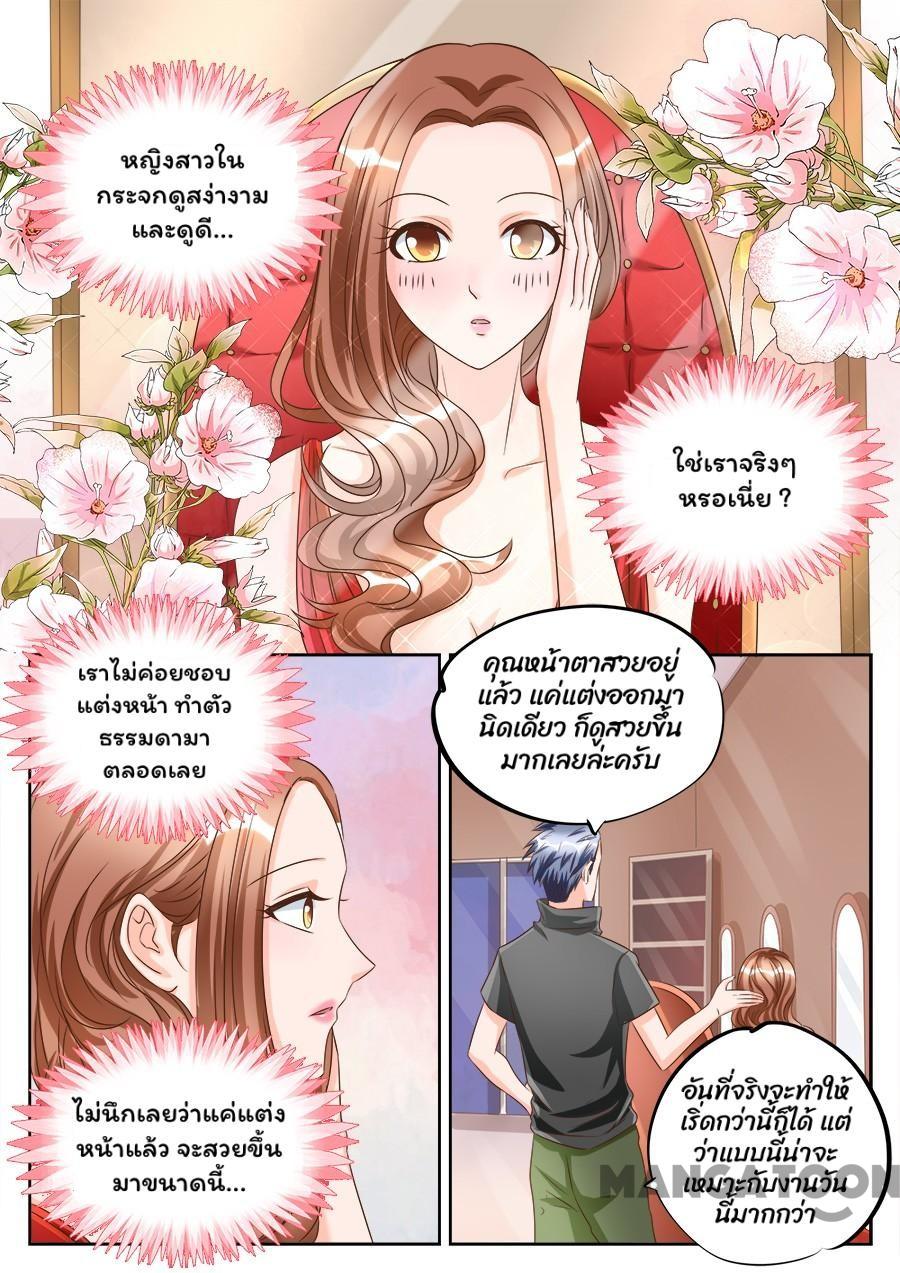 หญิงสาวใน
กระจกดูสง่างาม
และดูดี...
ใช่เราจริงๆ
หรอเนี่ย ?
เราไม่ค่อยชอบ
แต่งหน้า ทำตัว
ธรรมดามา
ตลอดเลย
คุณหน้าตาสวยอยู่
แล้ว แค่แต่งออกมา
นิดเดียว ก็ดูสวยขึ้น
มากเลยล่ะครับ
ไม่นึกเลยว่าแค่แต่ง
หน้าแล้ว จะสวยขึ้น
มาขนาดนี้...
อันที่จริงจะทำให้
เริ่ดกว่านี้ก็ได้ แต่
ว่าแบบนี้น่าจะ
เหมาะกับงานวัน
นี้มากกว่า
MANGATOON